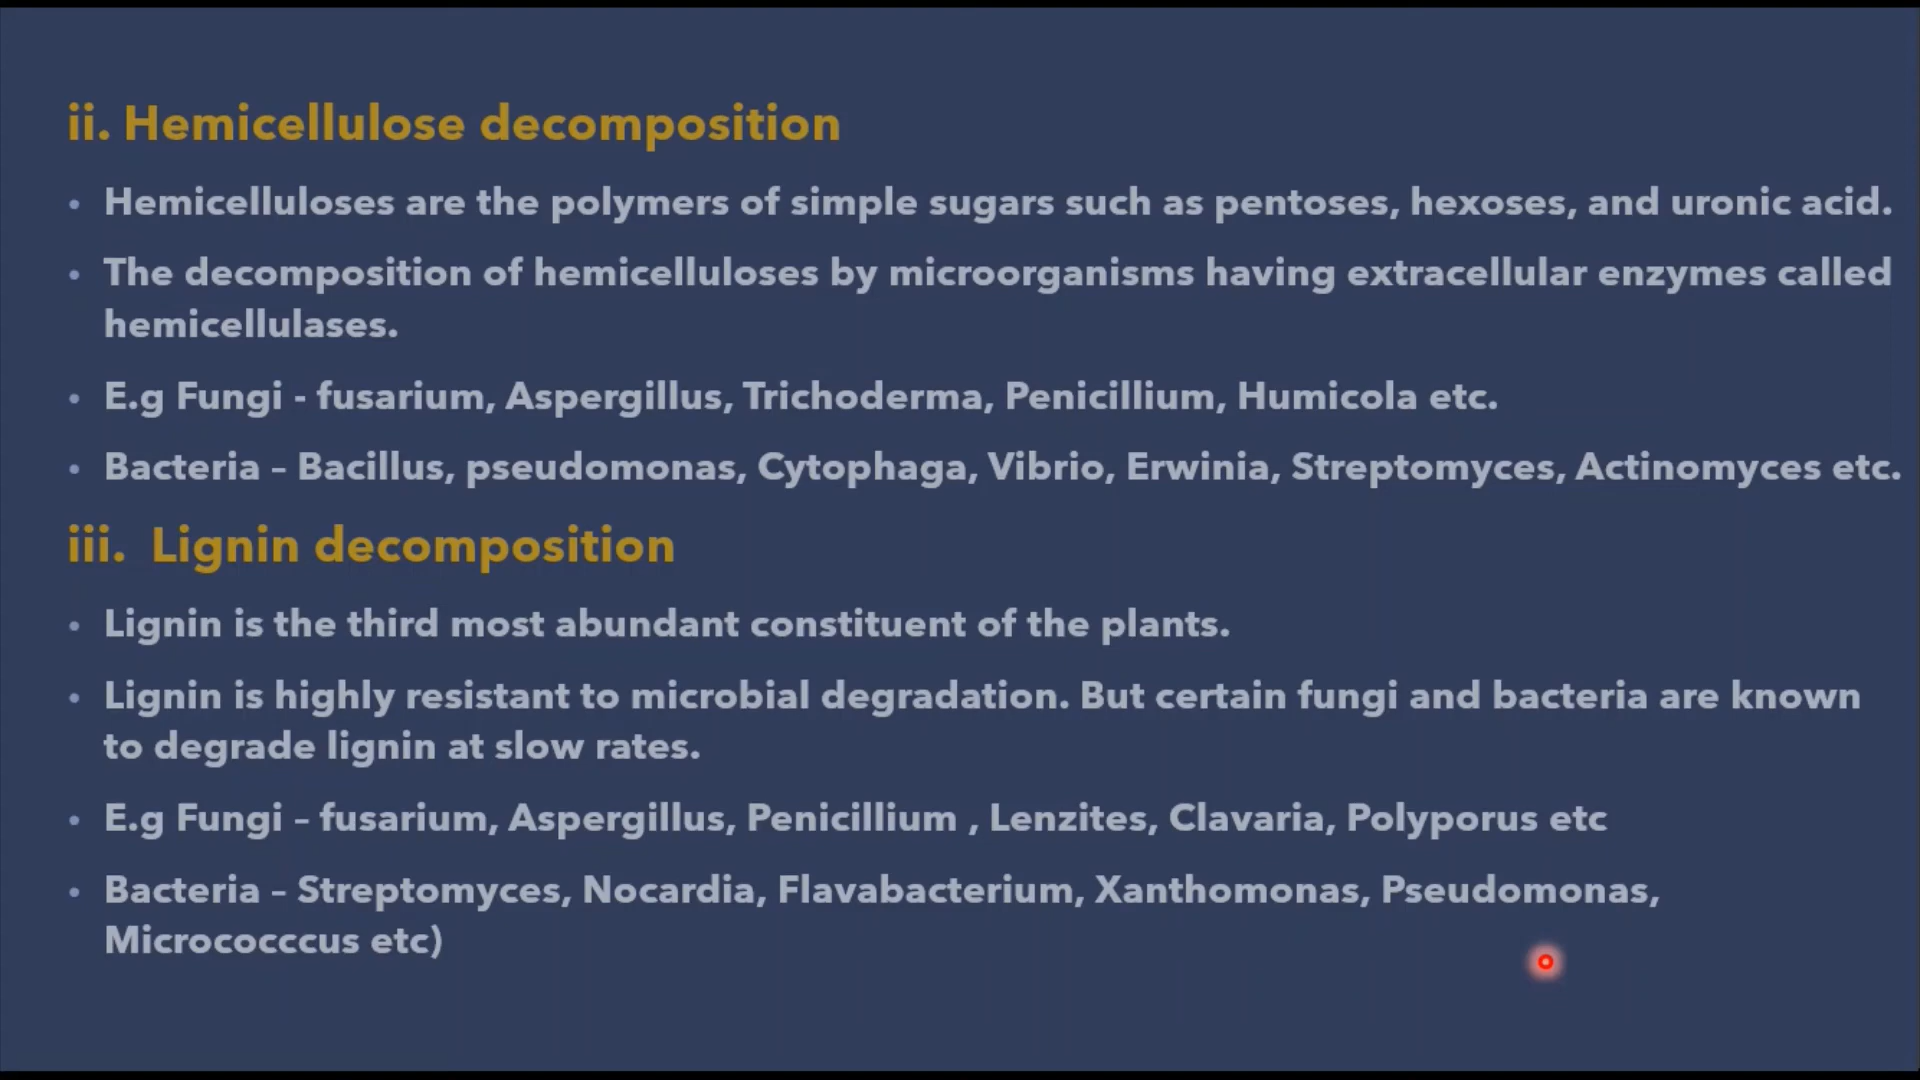 ii. Hemicellulose decomposition
• Hemicelluloses are the polymers of simple sugars such as pentoses, hexoses, and uronic acid.
• The decomposition of hemicelluloses by microorganisms having extracellular enzymes called
hemicellulases.
• E.g Fungi - fusarium, Aspergillus, Trichoderma, Penicillium, Humicola etc.
• Bacteria – Bacillus, pseudomonas, Cytophaga, Vibrio, Erwinia, Streptomyces, Actinomyces etc.
iii. Lignin decomposition
• Lignin is the third most abundant constituent of the plants.
• Lignin is highly resistant to microbial degradation. But certain fungi and bacteria are known
to degrade lignin at slow rates.
• E.g Fungi – fusarium, Aspergillus, Penicillium , Lenzites, Clavaria, Polyporus etc
• Bacteria – Streptomyces, Nocardia, Flavabacterium, Xanthomonas, Pseudomonas,
Micrococccus etc)